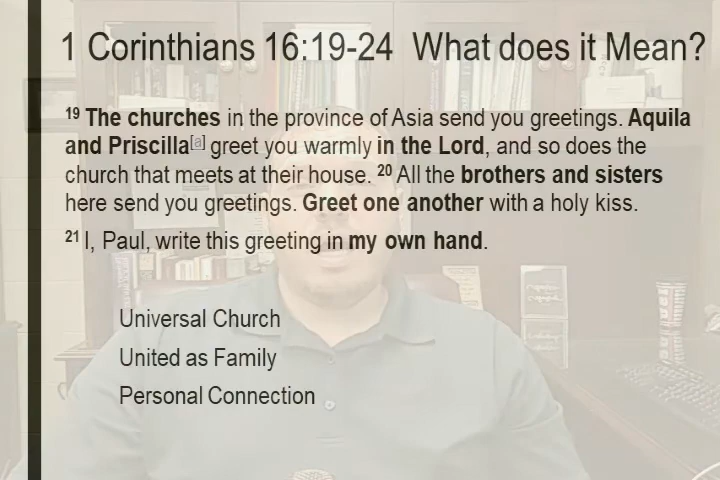 1 Corinthians 16:19-24 What does it Mean?
19 The churches in the province of Asia send you greetings. Aquila
and Priscilla[a] greet you warmly in the Lord, and so does the
church that meets at their house. 20 All the brothers and sisters
here send you greetings. Greet one another with a holy kiss.
21 I, Paul, write this greeting in my own hand.
Universal Church
United as Family
Personal Connection